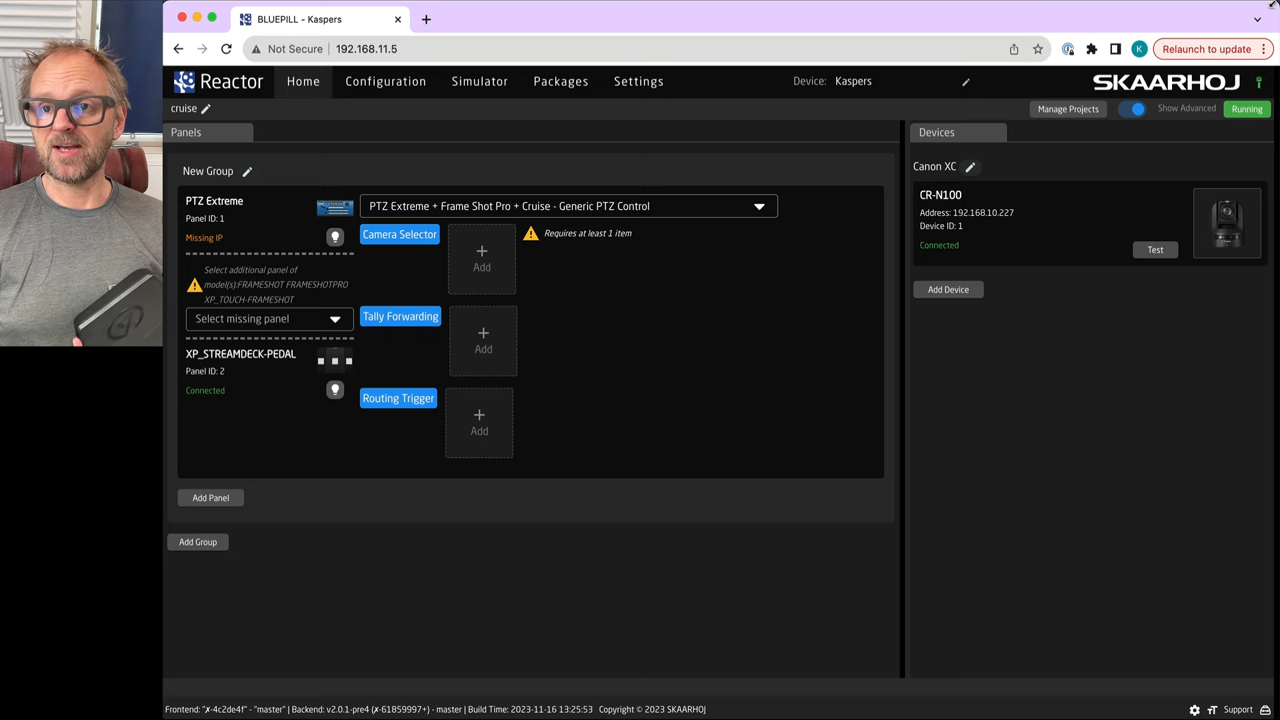 BLUEPILL - Kaspers
Not Secure
192.168.11.5
K
Relaunch to update
Reactor
Home
Configuration
Simulator
Packages
Settings
Device:
Kaspers
SKAARHOJ
cruise
Manage Projects
Show Advanced
Running
Panels
Devices
New Group
Canon XC
PTZ Extreme
Panel ID: 1
Missing IP
PTZ Extreme + Frame Shot Pro + Cruise - Generic PTZ Control
Camera Selector
Add
Requires at least 1 item
Select additional panel of
model(s):FRAMESHOT FRAMESHOTPRO
XP_TOUCH-FRAMESHOT
Select missing panel
Tally Forwarding
Add
XP_STREAMDECK-PEDAL
Panel ID: 2
Connected
Routing Trigger
Add
Add Panel
Add Group
CR-N100
Address: 192.168.10.227
Device ID: 1
Connected
Test
Add Device
Frontend: "✗-4c2de4f" - "master" | Backend: v2.0.1-pre4 (✗-61859997+) - master | Build Time: 2023-11-16 13:25:53 Copyright © 2023 SKAARHOJ
Support